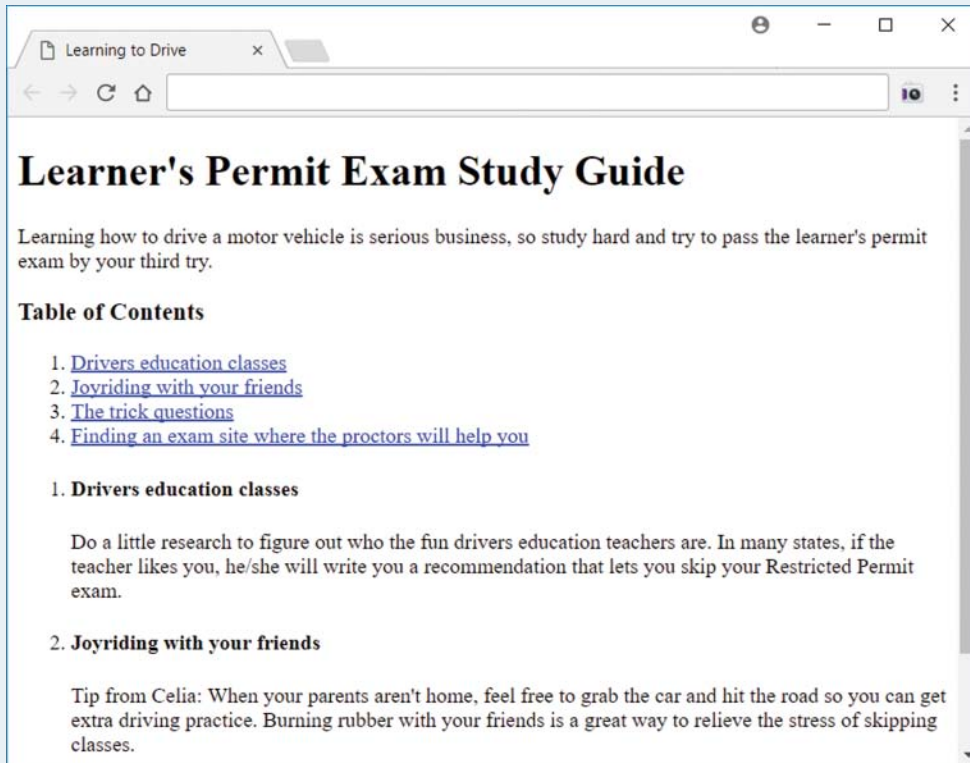 Learning to Drive
Learner's Permit Exam Study Guide
Learning how to drive a motor vehicle is serious business, so study hard and try to pass the learner's permit
exam by your third try.
Table of Contents
1. Drivers education classes
2. Joyriding with your friends
3. The trick questions
4. Finding an exam site where the proctors will help you
1. Drivers education classes
Do a little research to figure out who the fun drivers education teachers are. In many states, if the
teacher likes you, he/she will write you a recommendation that lets you skip your Restricted Permit
exam.
2. Joyriding with your friends
Tip from Celia: When your parents aren't home, feel free to grab the car and hit the road so you can get
extra driving practice. Burning rubber with your friends is a great way to relieve the stress of skipping
classes.